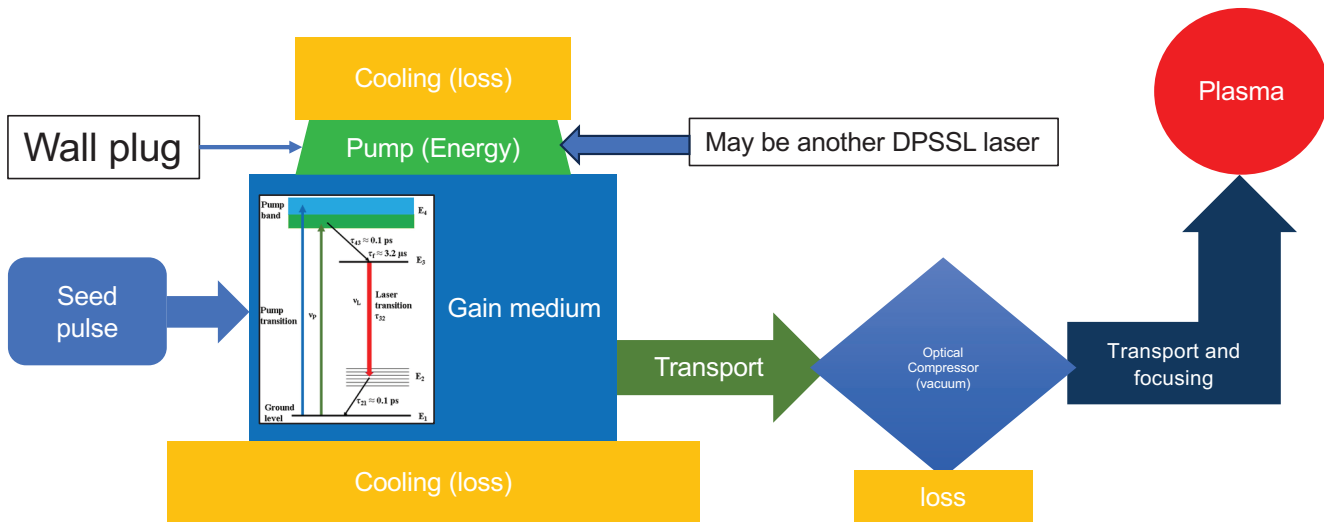 Cooling (loss)
Plasma
Wall plug
Pump (Energy)
May be another DPSSL laser
Pump
band
E₄
τ₄₃ ≈ 0.1 ps
τf ≈ 3.2 µs
E₃
Seed
pulse
Pump
transition
νP
νL
Laser
transition
τ₃₂
Gain medium
E₂
τ₂₁ ≈ 0.1 ps
Ground
level
E₁
Transport
Optical
Compressor
(vacuum)
Transport and
focusing
Cooling (loss)
loss